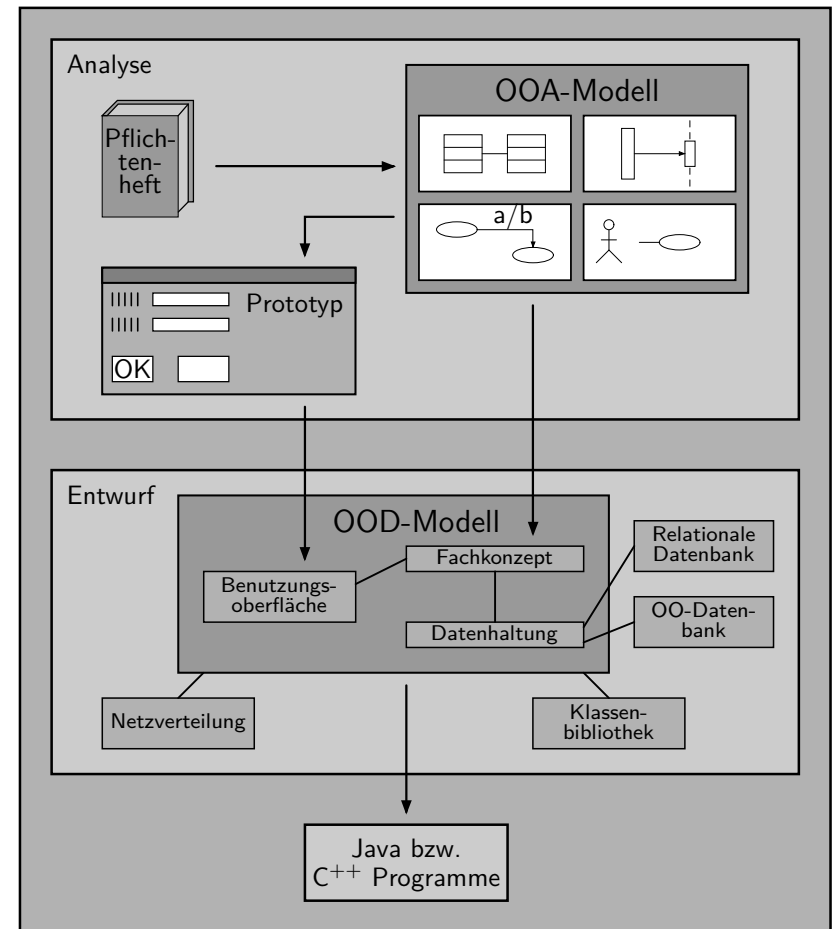 Analyse
OOA-Modell
Pflich-
ten-
heft
a/b
Prototyp
OK
Entwurf
OOD-Modell
Fachkonzept
Benutzungs-
oberfläche
Datenhaltung
Relationale
Datenbank
OO-Daten-
bank
Netzverteilung
Klassen-
bibliothek
Java bzw.
C++ Programme